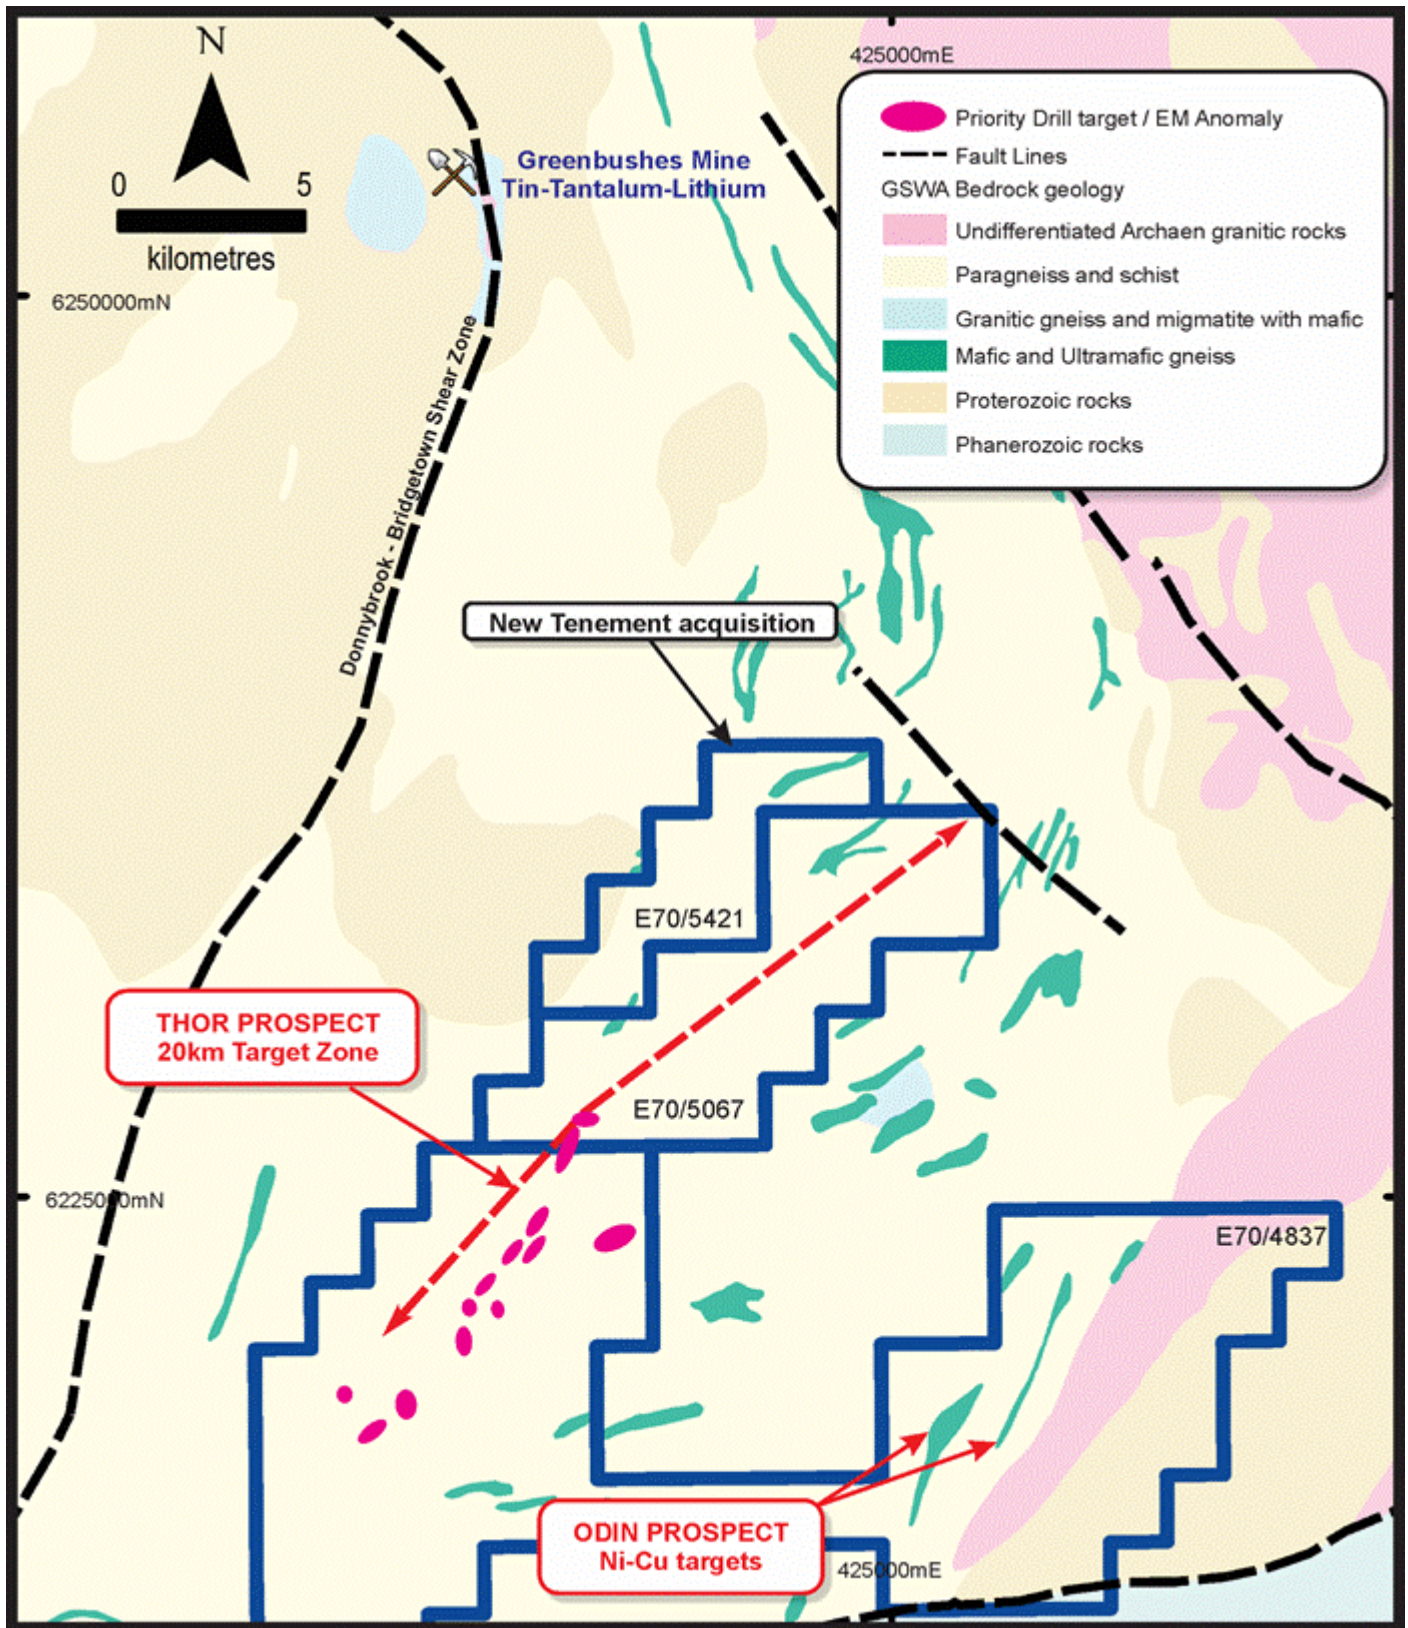 N
0 5
kilometres
425000mE
Priority Drill target / EM Anomaly
Fault Lines
GSWA Bedrock geology
Undifferentiated Archaen granitic rocks
Paragneiss and schist
Granitic gneiss and migmatite with mafic
Mafic and Ultramafic gneiss
Proterozoic rocks
Phanerozoic rocks
Greenbushes Mine
Tin-Tantalum-Lithium
6250000mN
Donnybrook - Bridgetown Shear Zone
New Tenement acquisition
E70/5421
THOR PROSPECT
20km Target Zone
E70/5067
6225000mN
E70/4837
ODIN PROSPECT
Ni-Cu targets
425000mE